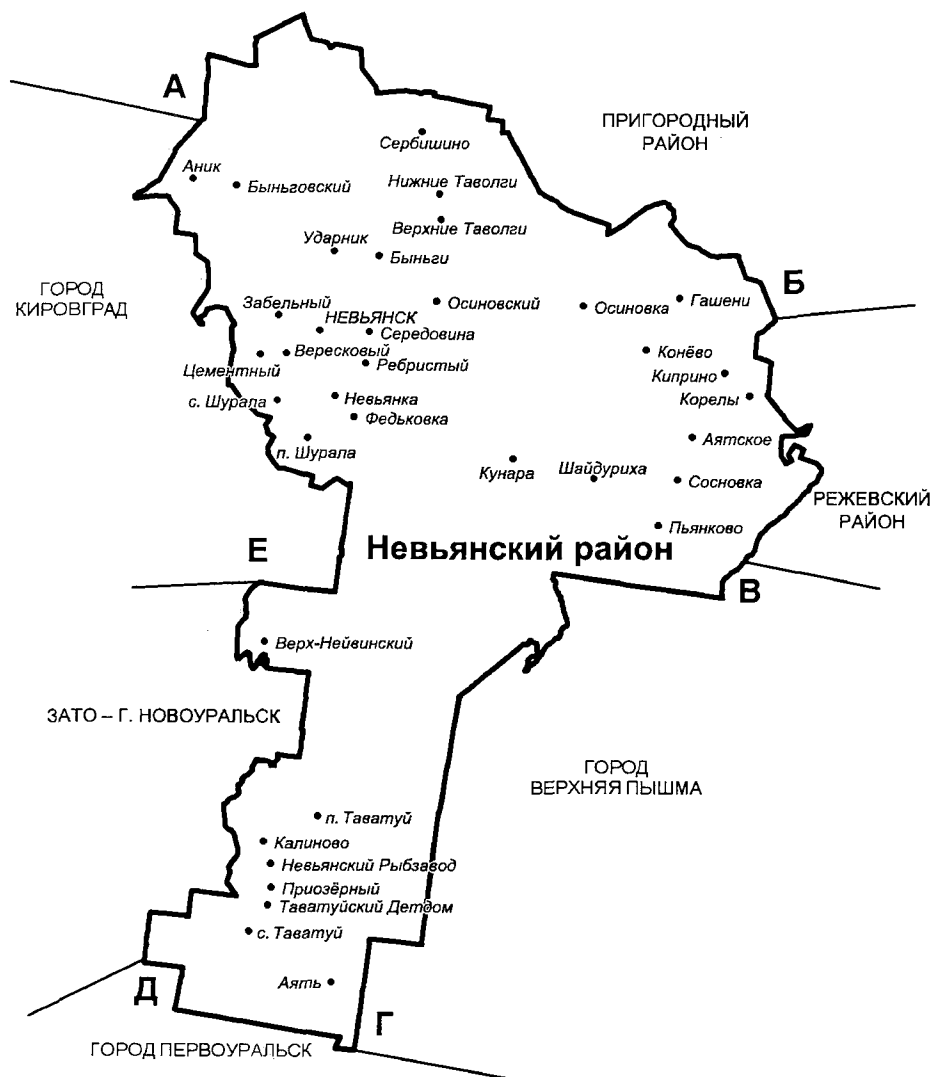 А
ПРИГОРОДНЫЙ
РАЙОН
Сербишино
Аник
Быньговский
Нижние Таволги
Верхние Таволги
Ударник
Быньги
ГОРОД
КИРОВГРАД
Забельный
Осиновский
Осиновка
Гашени
Б
НЕВЬЯНСК
Середовина
Вересковый
Конёво
Цементный
Ребристый
Киприно
с. Шурала
Невьянка
Корелы
Федьковка
п. Шурала
Аятское
Кунара
Шайдуриха
Сосновка
РЕЖЕВСКИЙ
РАЙОН
Пьянково
Е
Невьянский район
В
Верх-Нейвинский
ЗАТО – Г. НОВОУРАЛЬСК
ГОРОД
ВЕРХНЯЯ ПЫШМА
п. Таватуй
Калиново
Невьянский Рыбзавод
Приозёрный
Таватуйский Детдом
с. Таватуй
Аять
Д
Г
ГОРОД ПЕРВОУРАЛЬСК